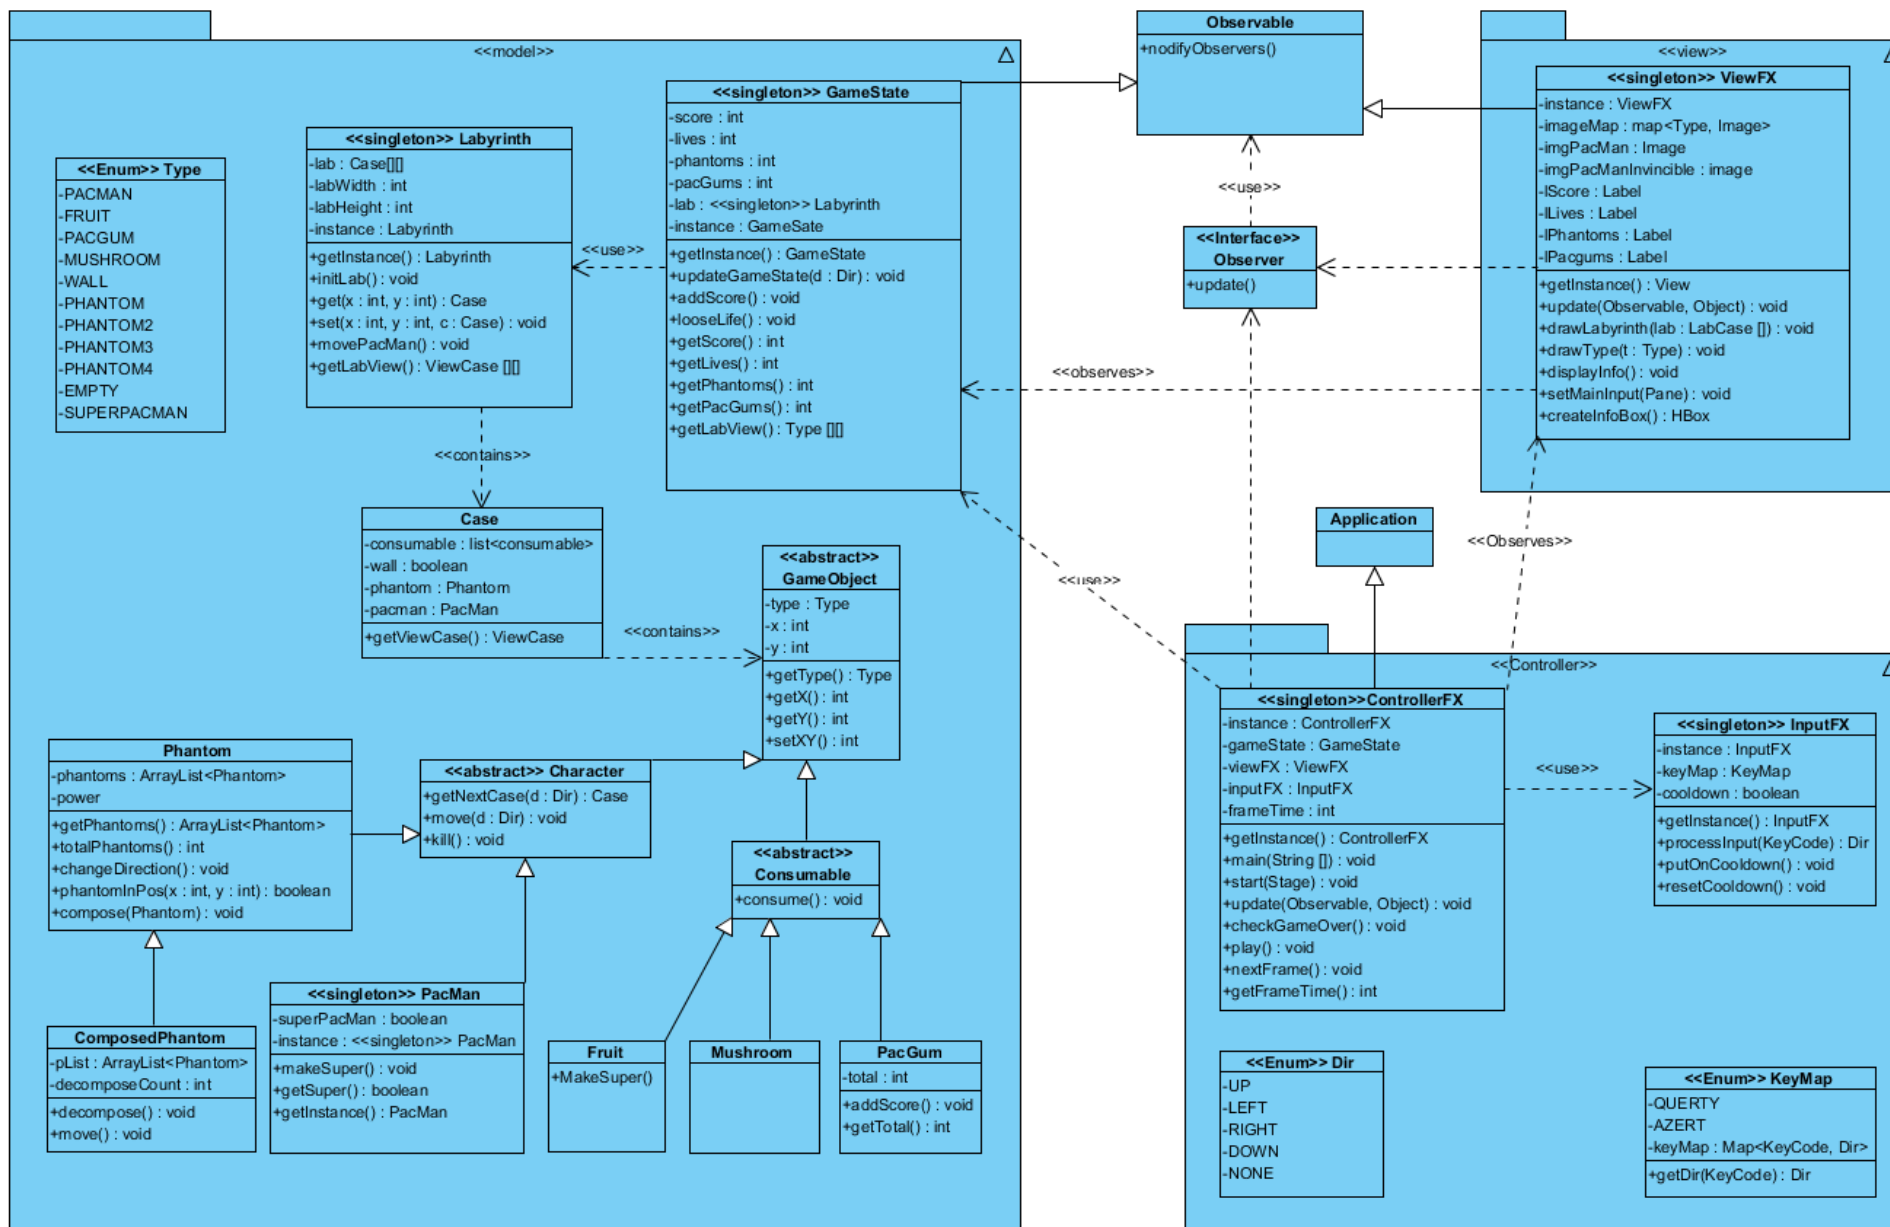 <<model>>
<<Enum>> Type
-PACMAN
-FRUIT
-PACGUM
-MUSHROOM
-WALL
-PHANTOM
-PHANTOM2
-PHANTOM3
-PHANTOM4
-EMPTY
-SUPERPACMAN
<<singleton>> Labyrinth
-lab : Case[][]
-labWidth : int
-labHeight : int
-instance : Labyrinth
+getInstance() : Labyrinth
+initLab() : void
+get(x : int, y : int) : Case
+set(x : int, y : int, c : Case) : void
+movePacMan() : void
+getLabView() : ViewCase [][]
<<use>>
<<singleton>> GameState
-score : int
-lives : int
-phantoms : int
-pacGums : int
-lab : <<singleton>> Labyrinth
-instance : GameSate
+getInstance() : GameState
+updateGameState(d : Dir) : void
+addScore() : void
+looseLife() : void
+getScore() : int
+getLives() : int
+getPhantoms() : int
+getPacGums() : int
+getLabView() : Type [][]
<<contains>>
Case
-consumable : list<consumable>
-wall : boolean
-phantom : Phantom
-pacman : PacMan
+getViewCase() : ViewCase
<<contains>>
<<abstract>>
GameObject
-type : Type
-x : int
-y : int
+getType() : Type
+getX() : int
+getY() : int
+setXY() : int
Phantom
-phantoms : ArrayList<Phantom>
-power
+getPhantoms() : ArrayList<Phantom>
+totalPhantoms() : int
+changeDirection() : void
+phantomInPos(x : int, y : int) : boolean
+compose(Phantom) : void
<<abstract>> Character
+getNextCase(d : Dir) : Case
+move(d : Dir) : void
+kill() : void
<<abstract>>
Consumable
+consume() : void
ComposedPhantom
-pList : ArrayList<Phantom>
-decomposeCount : int
+decompose() : void
+move() : void
<<singleton>> PacMan
-superPacMan : boolean
-instance : <<singleton>> PacMan
+makeSuper() : void
+getSuper() : boolean
+getInstance() : PacMan
Fruit
+MakeSuper()
Mushroom
PacGum
-total : int
+addScore() : void
+getTotal() : int
Observable
+nodifyObservers()
<<use>>
<<Interface>>
Observer
+update()
<<observes>>
<<use>>
<<view>>
<<singleton>> ViewFX
-instance : ViewFX
-imageMap : map<Type, Image>
-imgPacMan : Image
-imgPacManInvincible : image
-lScore : Label
-lLives : Label
-lPhantoms : Label
-lPacgums : Label
+getInstance() : View
+update(Observable, Object) : void
+drawLabyrinth(lab : LabCase []) : void
+drawType(t : Type) : void
+displayInfo() : void
+setMainInput(Pane) : void
+createInfoBox() : HBox
Application
<<Observes>>
<<Controller>>
<<singleton>>ControllerFX
-instance : ControllerFX
-gameState : GameState
-viewFX : ViewFX
-inputFX : InputFX
-frameTime : int
+getInstance() : ControllerFX
+main(String []) : void
+start(Stage) : void
+update(Observable, Object) : void
+checkGameOver() : void
+play() : void
+nextFrame() : void
+getFrameTime() : int
<<use>>
<<singleton>> InputFX
-instance : InputFX
-keyMap : KeyMap
-cooldown : boolean
+getInstance() : InputFX
+processInput(KeyCode) : Dir
+putOnCooldown() : void
+resetCooldown() : void
<<Enum>> Dir
-UP
-LEFT
-RIGHT
-DOWN
-NONE
<<Enum>> KeyMap
-QUERTY
-AZERT
-keyMap : Map<KeyCode, Dir>
+getDir(KeyCode) : Dir